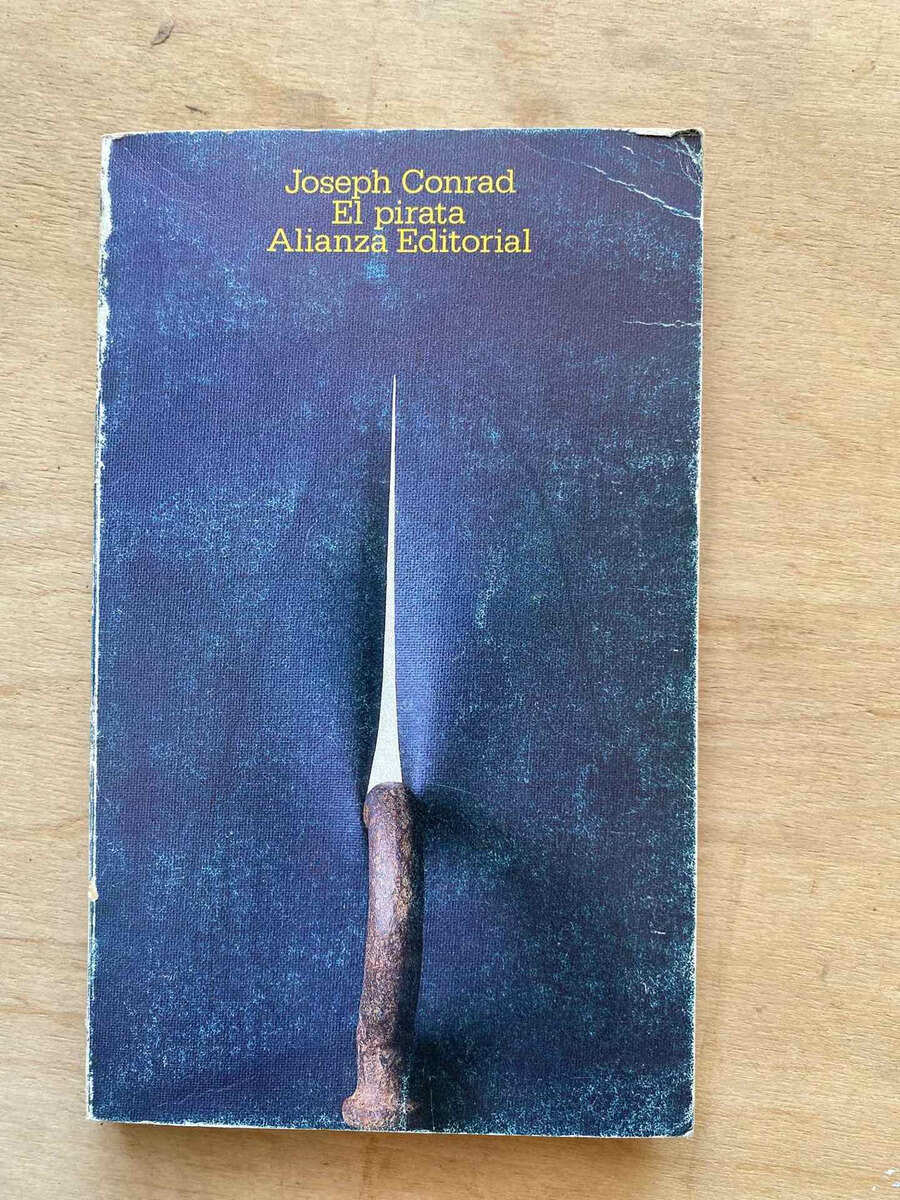 Joseph Conrad
El pirata
Alianza Editorial